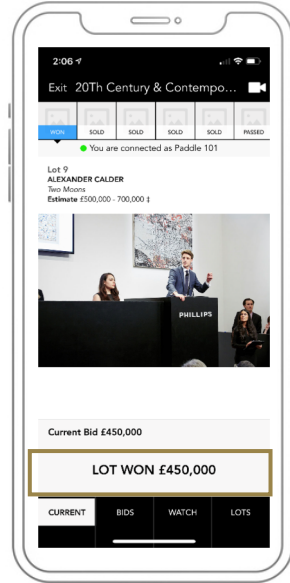 2:06
Exit 20Th Century & Contempo...
WON SOLD SOLD SOLD SOLD PASSED
You are connected as Paddle 101
Lot 9
ALEXANDER CALDER
Two Moons
Estimate £500,000 - 700,000 ‡
PHILLIPS
Current Bid £450,000
LOT WON £450,000
CURRENT BIDS WATCH LOTS